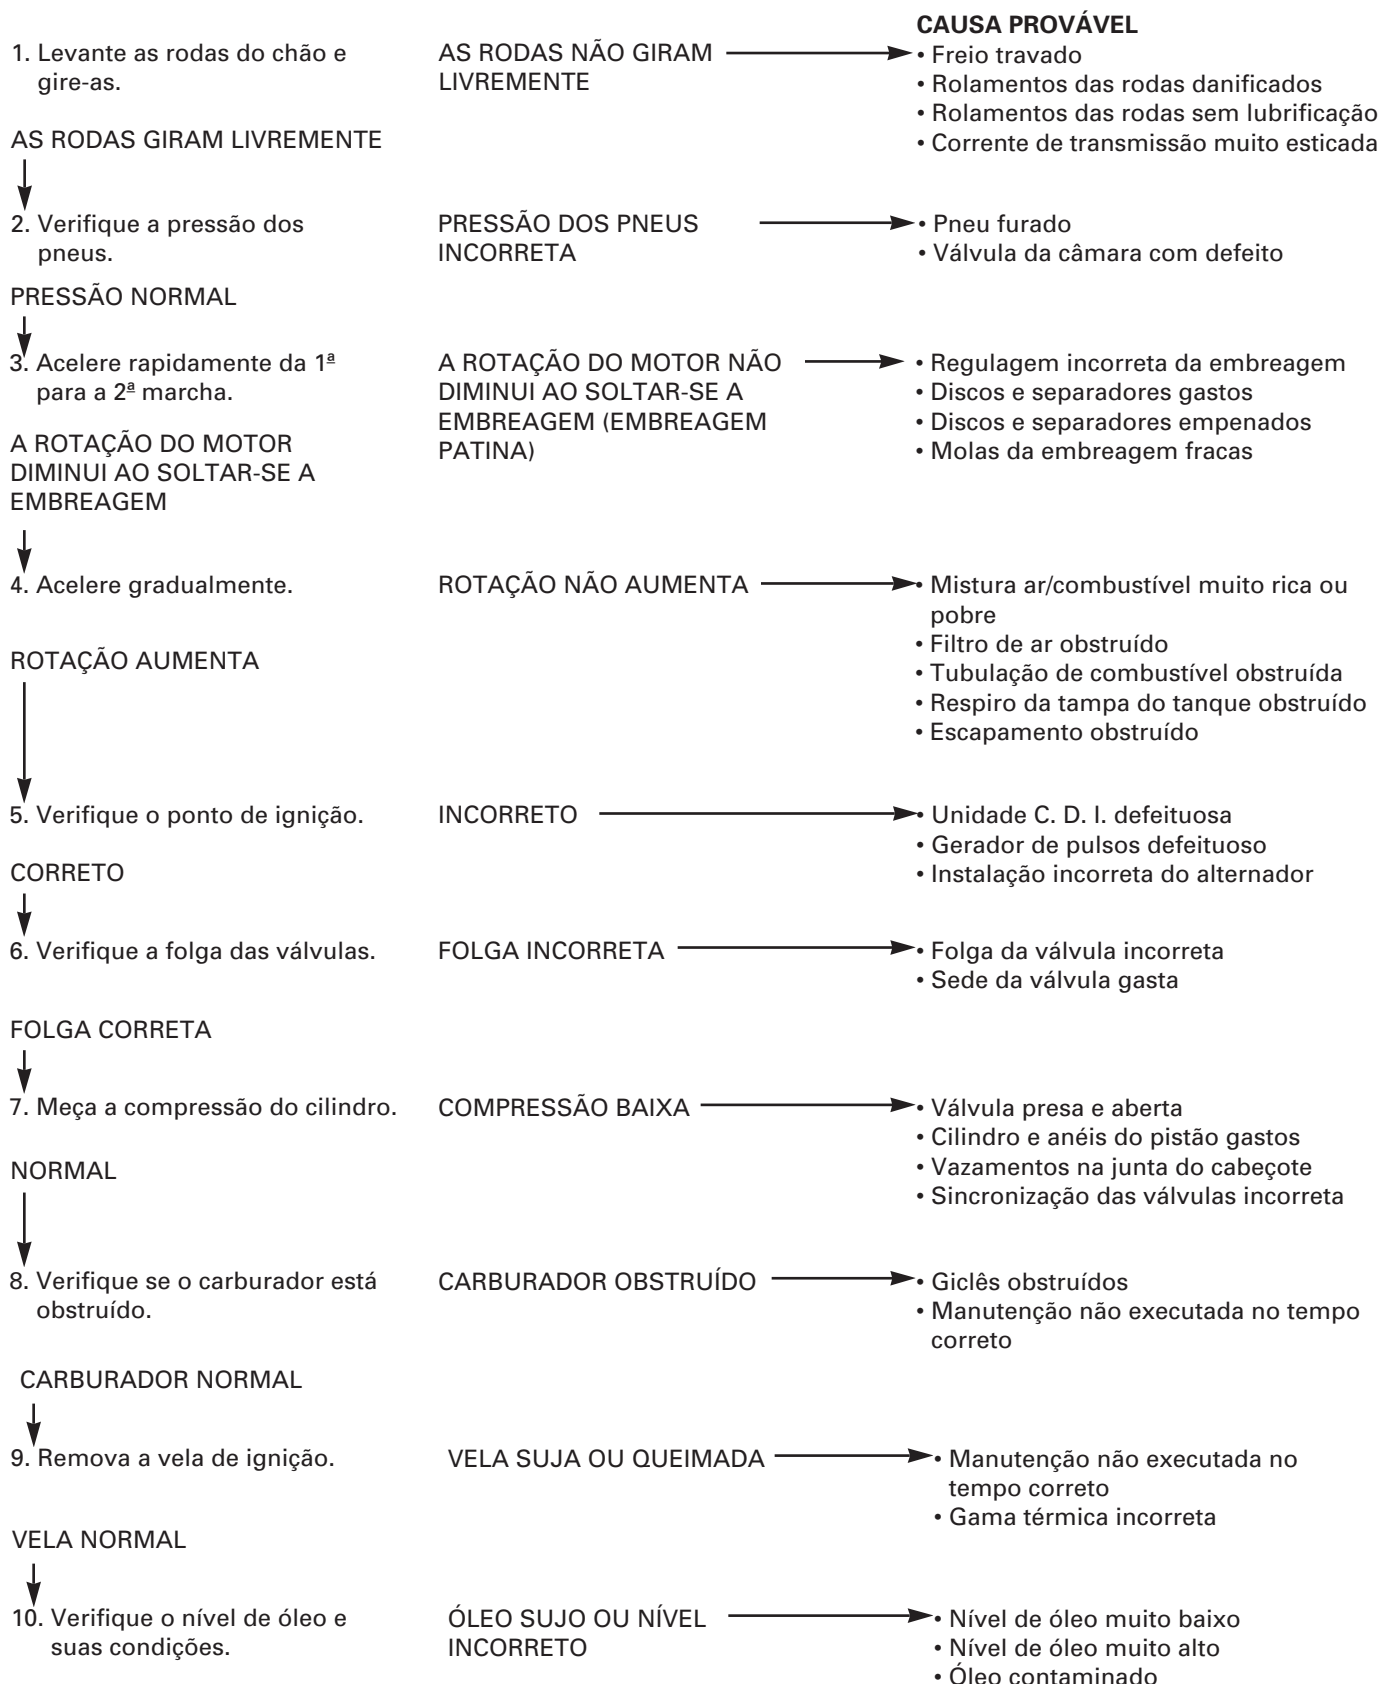 CAUSA PROVÁVEL
1. Levante as rodas do chão e
gire-as.
AS RODAS NÃO GIRAM
LIVREMENTE
• Freio travado
• Rolamentos das rodas danificados
• Rolamentos das rodas sem lubrificação
• Corrente de transmissão muito esticada
AS RODAS GIRAM LIVREMENTE
2. Verifique a pressão dos
pneus.
PRESSÃO DOS PNEUS
INCORRETA
• Pneu furado
• Válvula da câmara com defeito
PRESSÃO NORMAL
3. Acelere rapidamente da 1ª
para a 2ª marcha.
A ROTAÇÃO DO MOTOR NÃO
DIMINUI AO SOLTAR-SE A
EMBREAGEM (EMBREAGEM
PATINA)
• Regulagem incorreta da embreagem
• Discos e separadores gastos
• Discos e separadores empenados
• Molas da embreagem fracas
A ROTAÇÃO DO MOTOR
DIMINUI AO SOLTAR-SE A
EMBREAGEM
4. Acelere gradualmente.
ROTAÇÃO NÃO AUMENTA
• Mistura ar/combustível muito rica ou
pobre
• Filtro de ar obstruído
• Tubulação de combustível obstruída
• Respiro da tampa do tanque obstruído
• Escapamento obstruído
ROTAÇÃO AUMENTA
5. Verifique o ponto de ignição.
INCORRETO
• Unidade C. D. I. defeituosa
• Gerador de pulsos defeituoso
• Instalação incorreta do alternador
CORRETO
6. Verifique a folga das válvulas.
FOLGA INCORRETA
• Folga da válvula incorreta
• Sede da válvula gasta
FOLGA CORRETA
7. Meça a compressão do cilindro.
COMPRESSÃO BAIXA
• Válvula presa e aberta
• Cilindro e anéis do pistão gastos
• Vazamentos na junta do cabeçote
• Sincronização das válvulas incorreta
NORMAL
8. Verifique se o carburador está
obstruído.
CARBURADOR OBSTRUÍDO
• Giclês obstruídos
• Manutenção não executada no tempo
correto
CARBURADOR NORMAL
9. Remova a vela de ignição.
VELA SUJA OU QUEIMADA
• Manutenção não executada no
tempo correto
• Gama térmica incorreta
VELA NORMAL
10. Verifique o nível de óleo e
suas condições.
ÓLEO SUJO OU NÍVEL
INCORRETO
• Nível de óleo muito baixo
• Nível de óleo muito alto
• Óleo contaminado